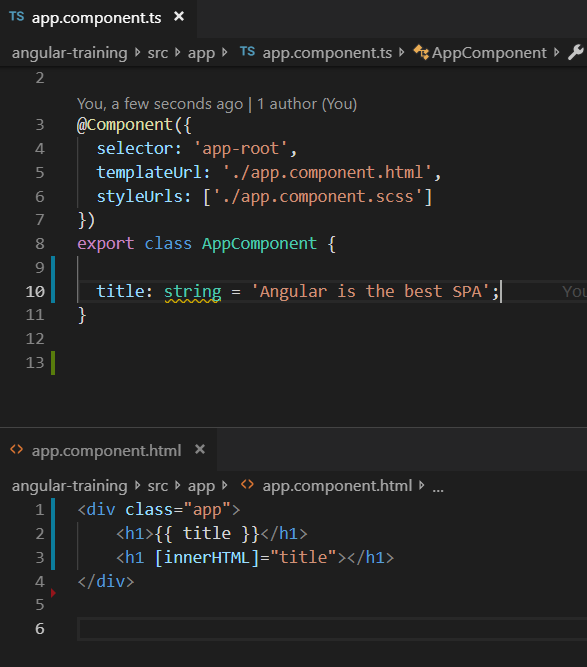 TS app.component.ts ×
angular-training › src › app › TS app.component.ts › AppComponent ›
2
You, a few seconds ago | 1 author (You)
3 @Component({
4   selector: 'app-root',
5   templateUrl: './app.component.html',
6   styleUrls: ['./app.component.scss']
7 })
8 export class AppComponent {
9
10   title: string = 'Angular is the best SPA'; You
11 }
12
13
<> app.component.html ×
angular-training › src › app › <> app.component.html › ...
1 <div class="app">
2     <h1>{{ title }}</h1>
3     <h1 [innerHTML]="title"></h1>
4 </div>
5
6